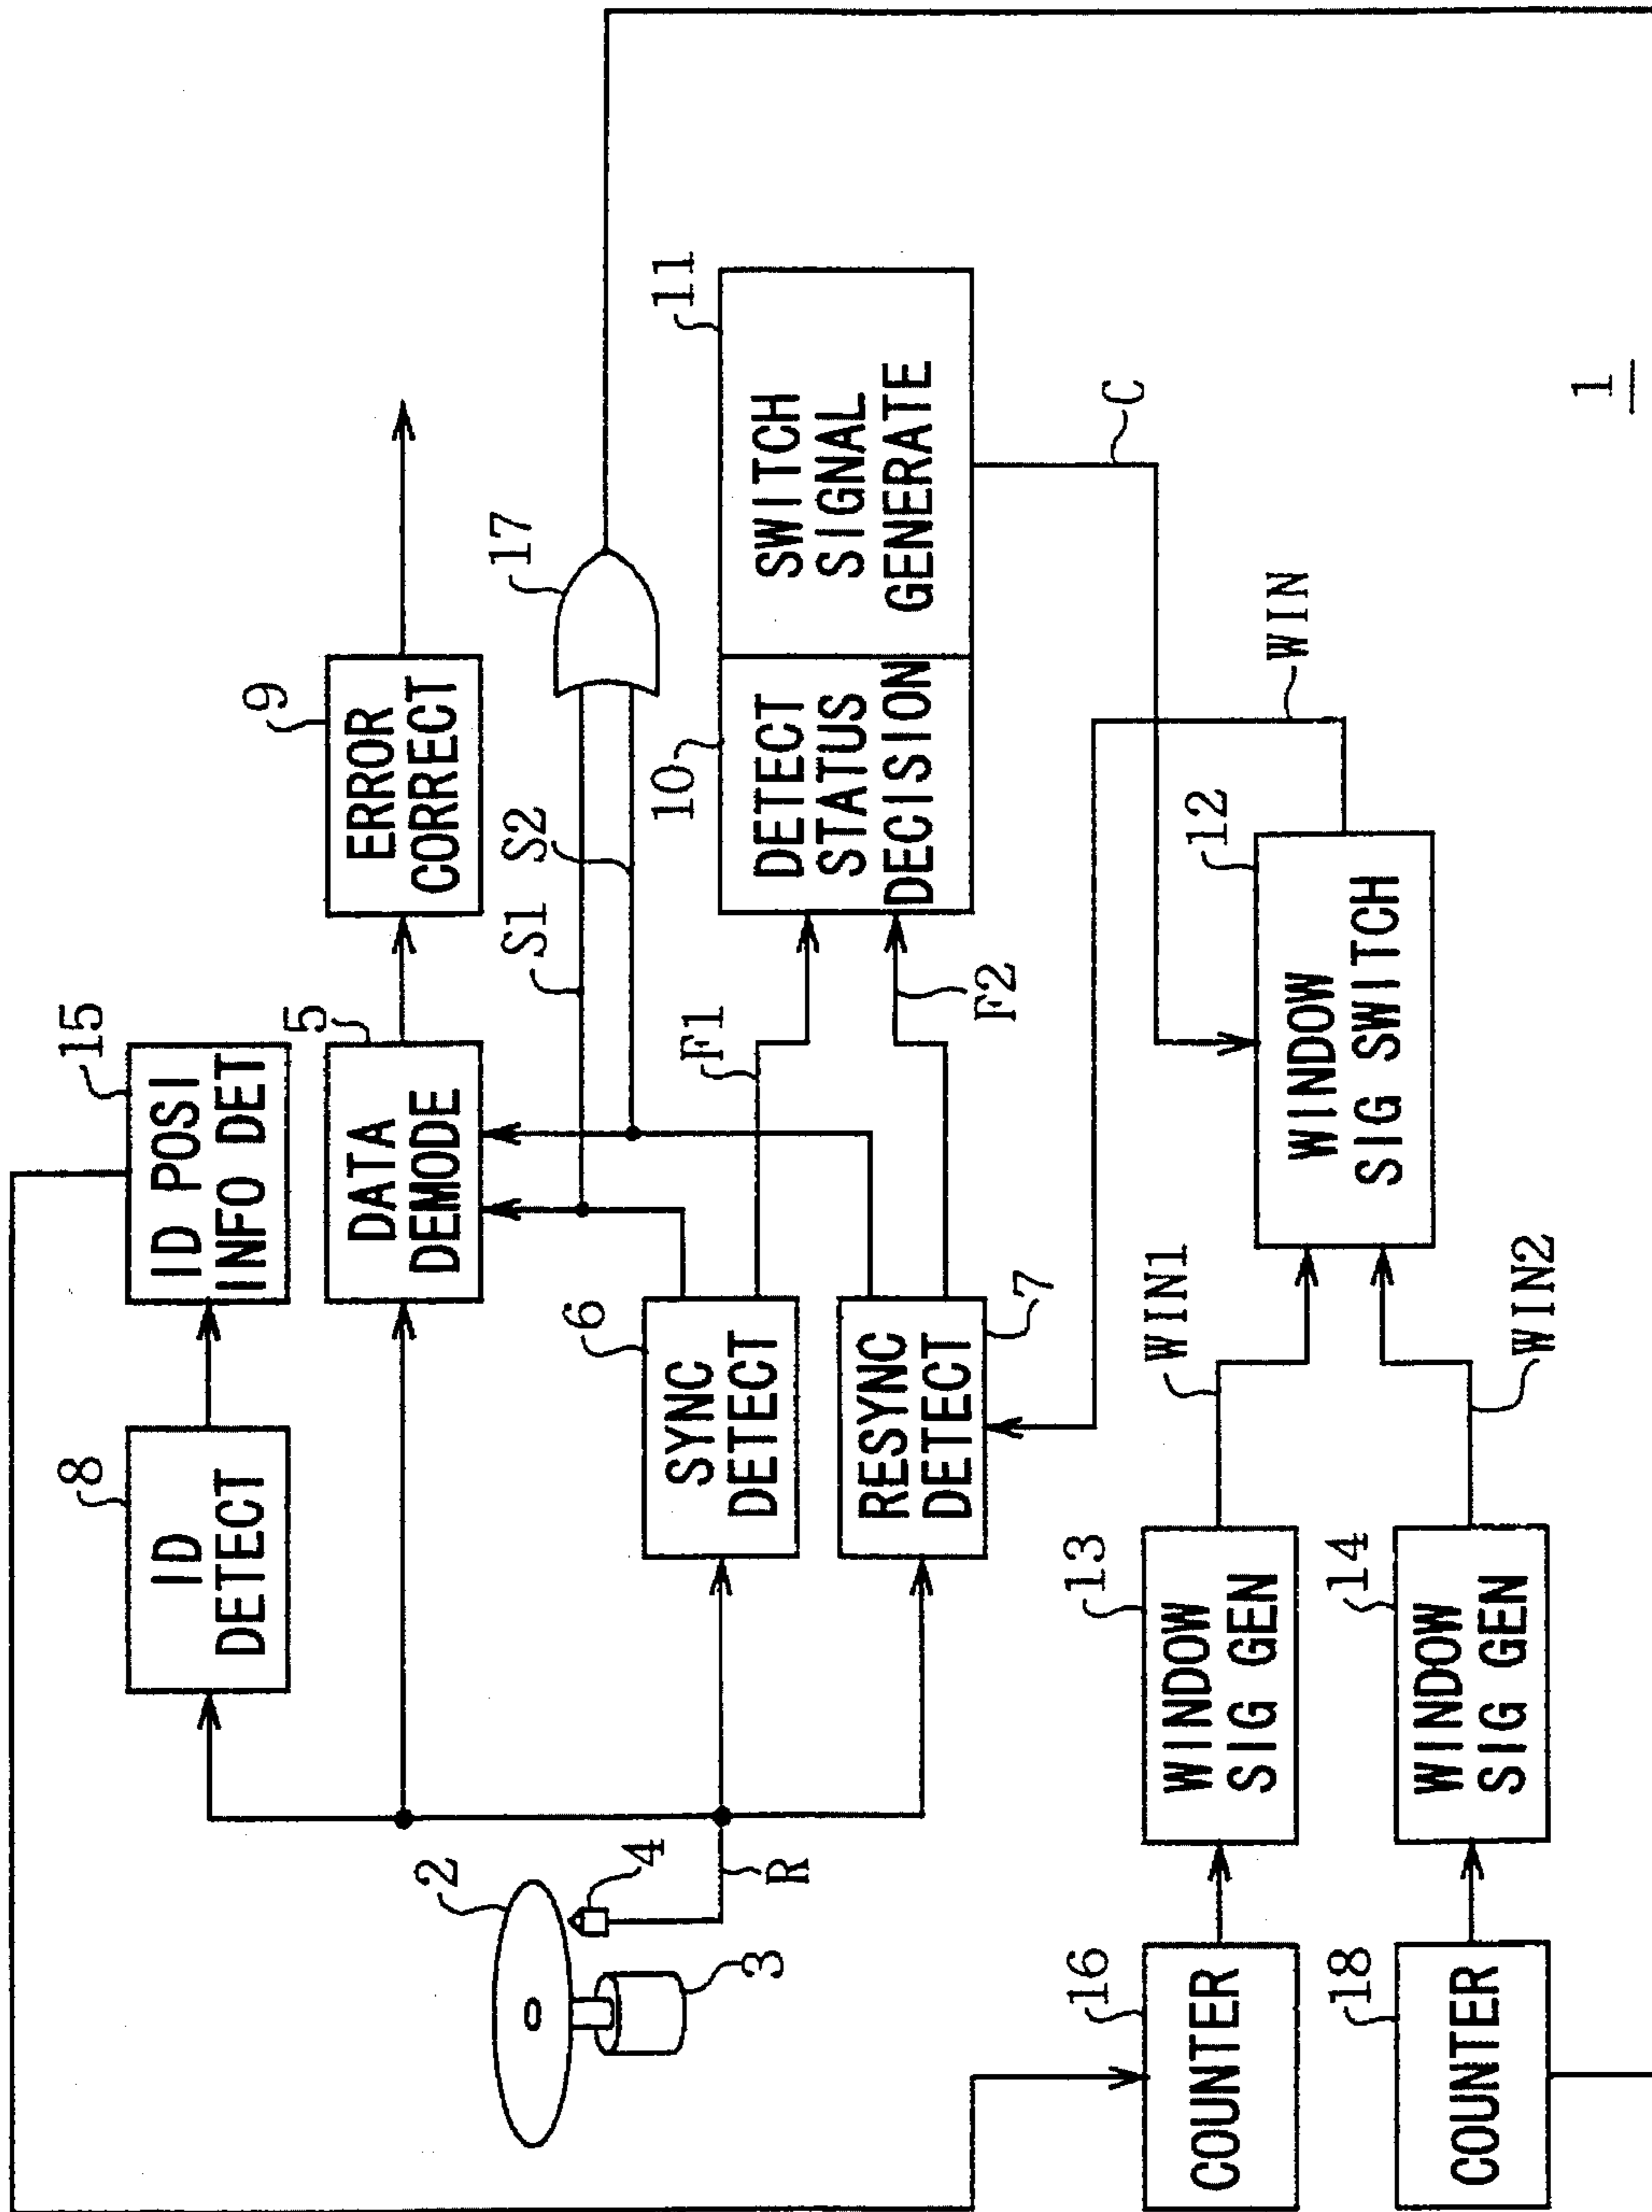 8
ID
DETECT
15
ID POSI
INFO DET
2
4
3
R
5
DATA
DEMODE
9
ERROR
CORRECT
6
SYNC
DETECT
7
RESYNC
DETECT
S1
S2
17
F1
F2
10
DETECT
STATUS
DECISION
11
SWITCH
SIGNAL
GENERATE
C
16
COUNTER
13
WINDOW
SIG GEN
WIN1
18
COUNTER
14
WINDOW
SIG GEN
WIN2
12
WINDOW
SIG SWITCH
WIN
1